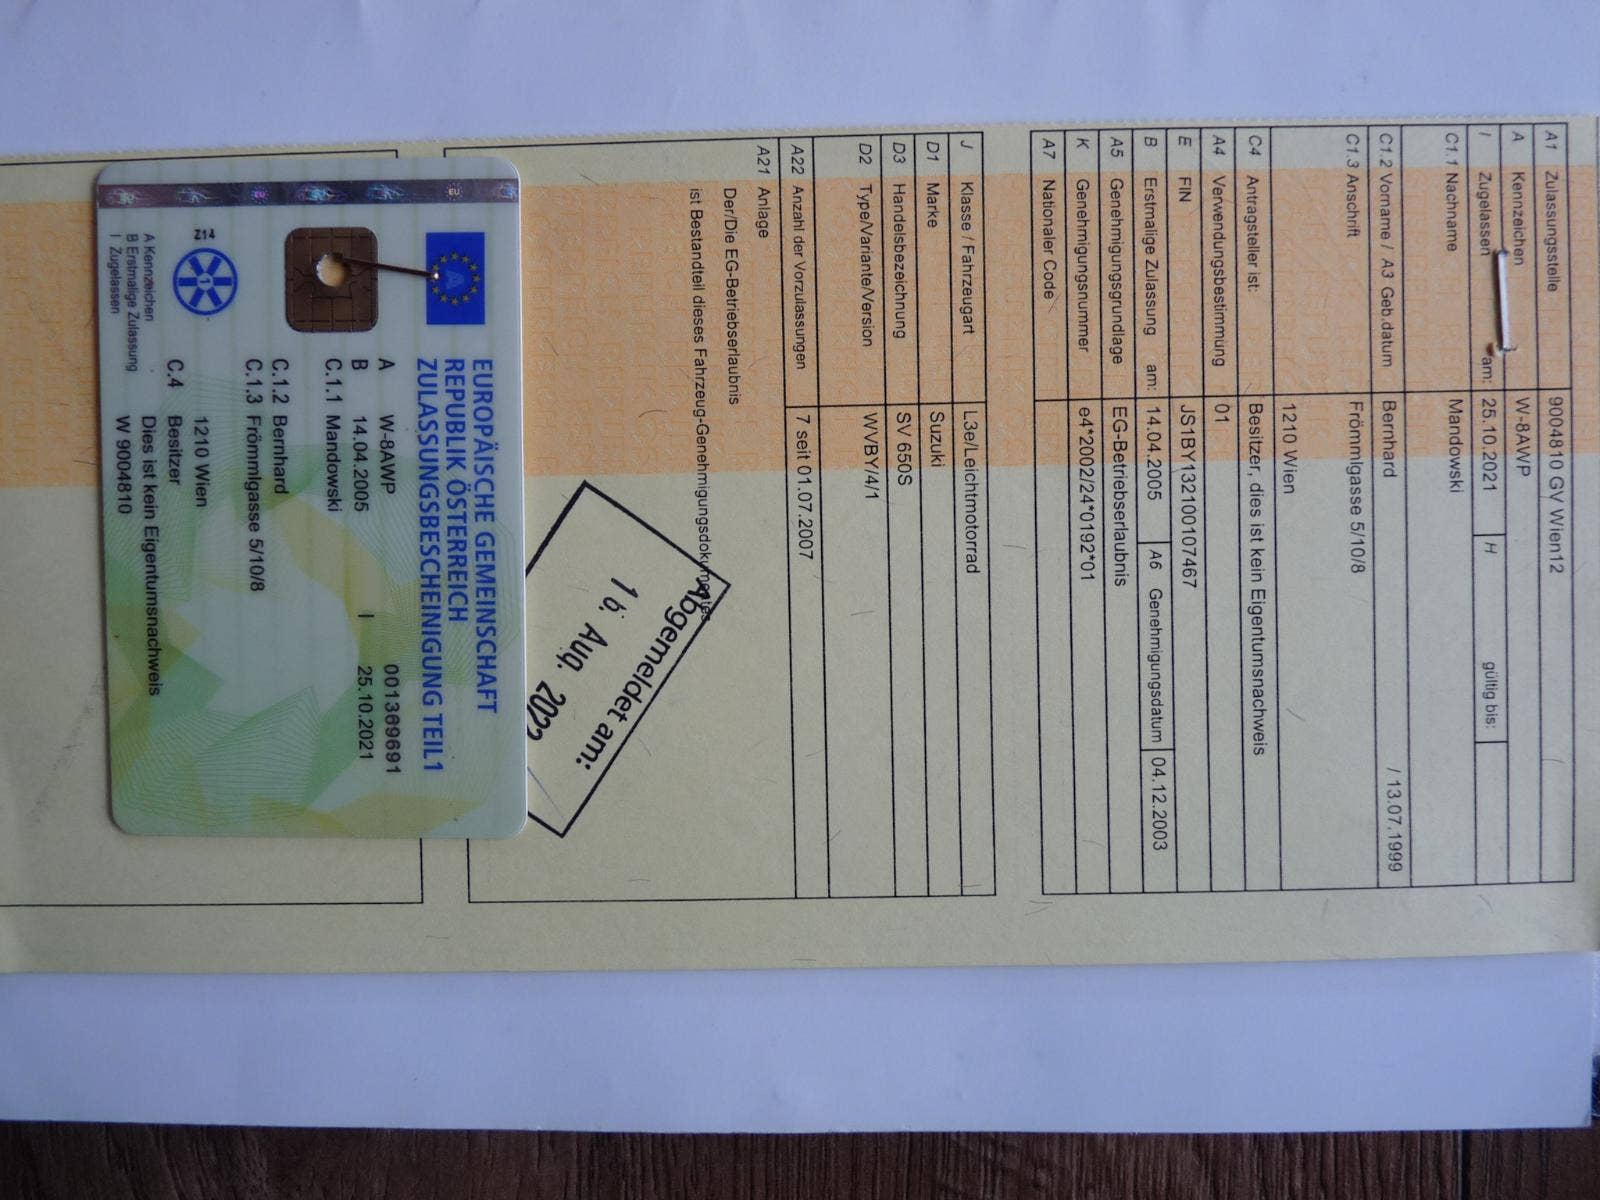 A1 Zulassungsstelle 9004810 GV Wien12
A Kennzeichen W-8AWP
I Zugelassen am: 25.10.2021 H gültig bis:
C1.1 Nachname Mandowski
C1.2 Vorname / A3 Geb.datum Bernhard / 13.07.1999
C1.3 Anschrift Frömmlgasse 5/10/8
1210 Wien
C4 Antragsteller ist: Besitzer, dies ist kein Eigentumsnachweis
A4 Verwendungsbestimmung 01
E FIN JS1BY132100107467
B Erstmalige Zulassung am: 14.04.2005 A6 Genehmigungsdatum 04.12.2003
A5 Genehmigungsgrundlage EG-Betriebserlaubnis
K Genehmigungsnummer e4*2002/24*0192*01
A7 Nationaler Code
J Klasse / Fahrzeugart L3e/Leichtmotorrad
D1 Marke Suzuki
D3 Handelsbezeichnung SV 650S
D2 Type/Variante/Version WVBY/4/1
A22 Anzahl der Vorzulassungen 7 seit 01.07.2007
A21 Anlage
Der/Die EG-Betriebserlaubnis
ist Bestandteil dieses Fahrzeug-Genehmigungsdokumentes
Abgemeldet am:
16. Aug. 202
EUROPÄISCHE GEMEINSCHAFT
REPUBLIK ÖSTERREICH
ZULASSUNGSBESCHEINIGUNG TEIL1
A W-8AWP 001369691
B 14.04.2005 I 25.10.2021
C.1.1 Mandowski
C.1.2 Bernhard
C.1.3 Frömmlgasse 5/10/8
1210 Wien
C.4 Besitzer
Dies ist kein Eigentumsnachweis
W 9004810
Z14
1
A Kennzeichen
B Erstmalige Zulassung
I Zugelassen